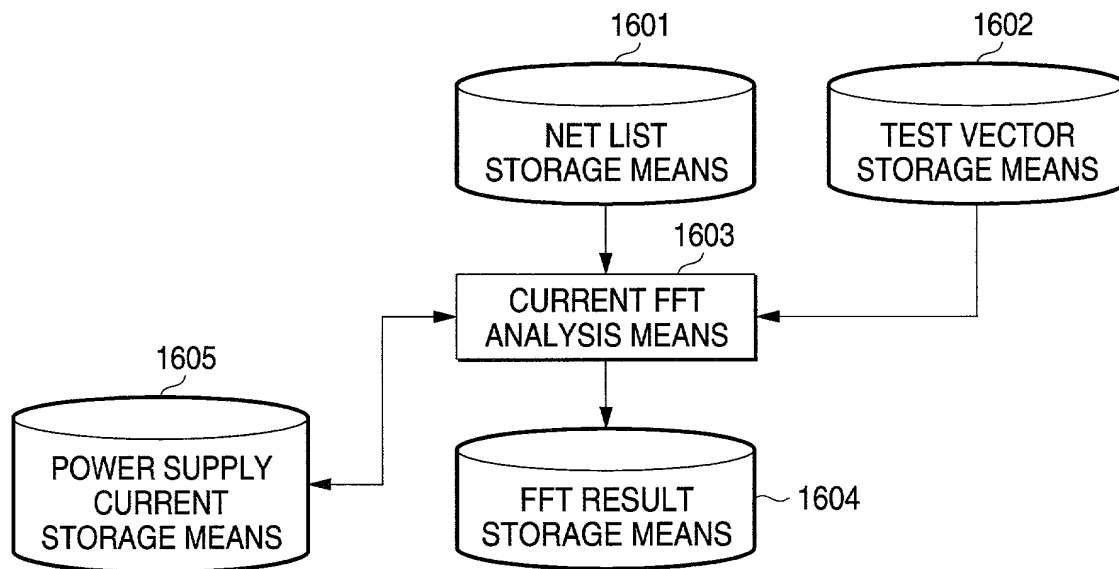 1601
1602
NET LIST
STORAGE MEANS
TEST VECTOR
STORAGE MEANS
1603
CURRENT FFT
ANALYSIS MEANS
1605
POWER SUPPLY
CURRENT
STORAGE MEANS
FFT RESULT
STORAGE MEANS
1604